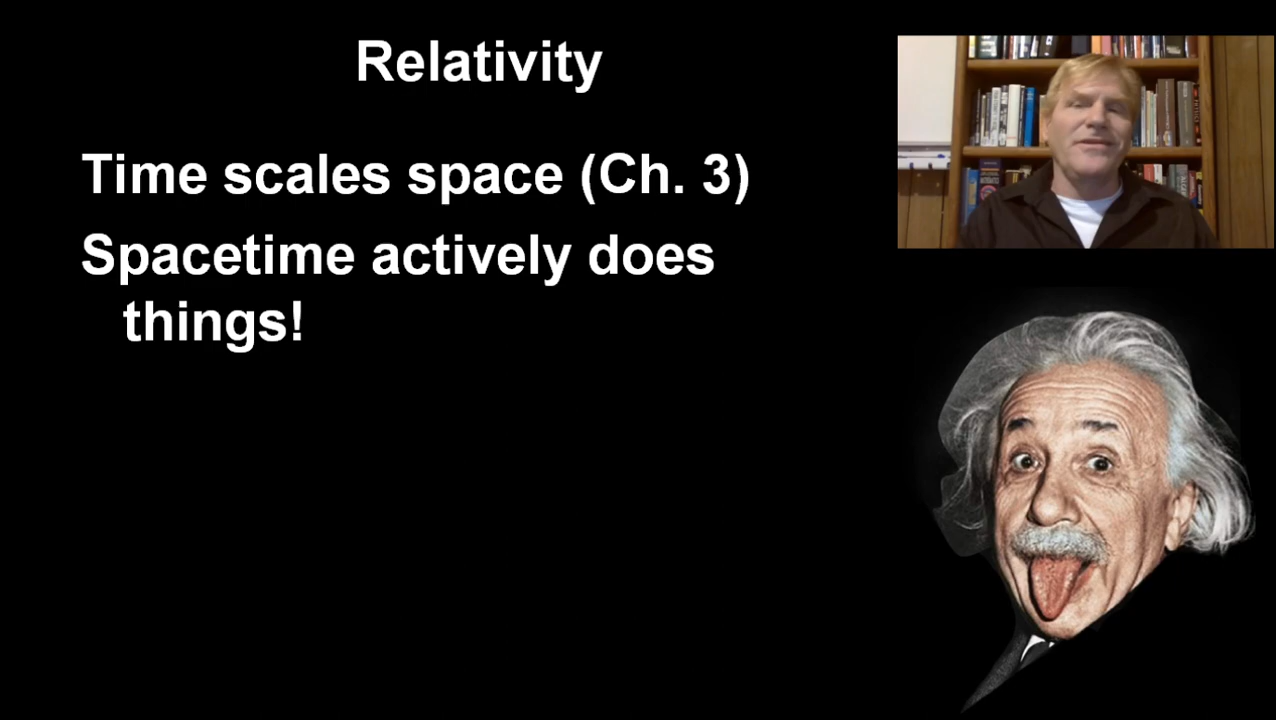 Relativity
Time scales space (Ch. 3)
Spacetime actively does
things!